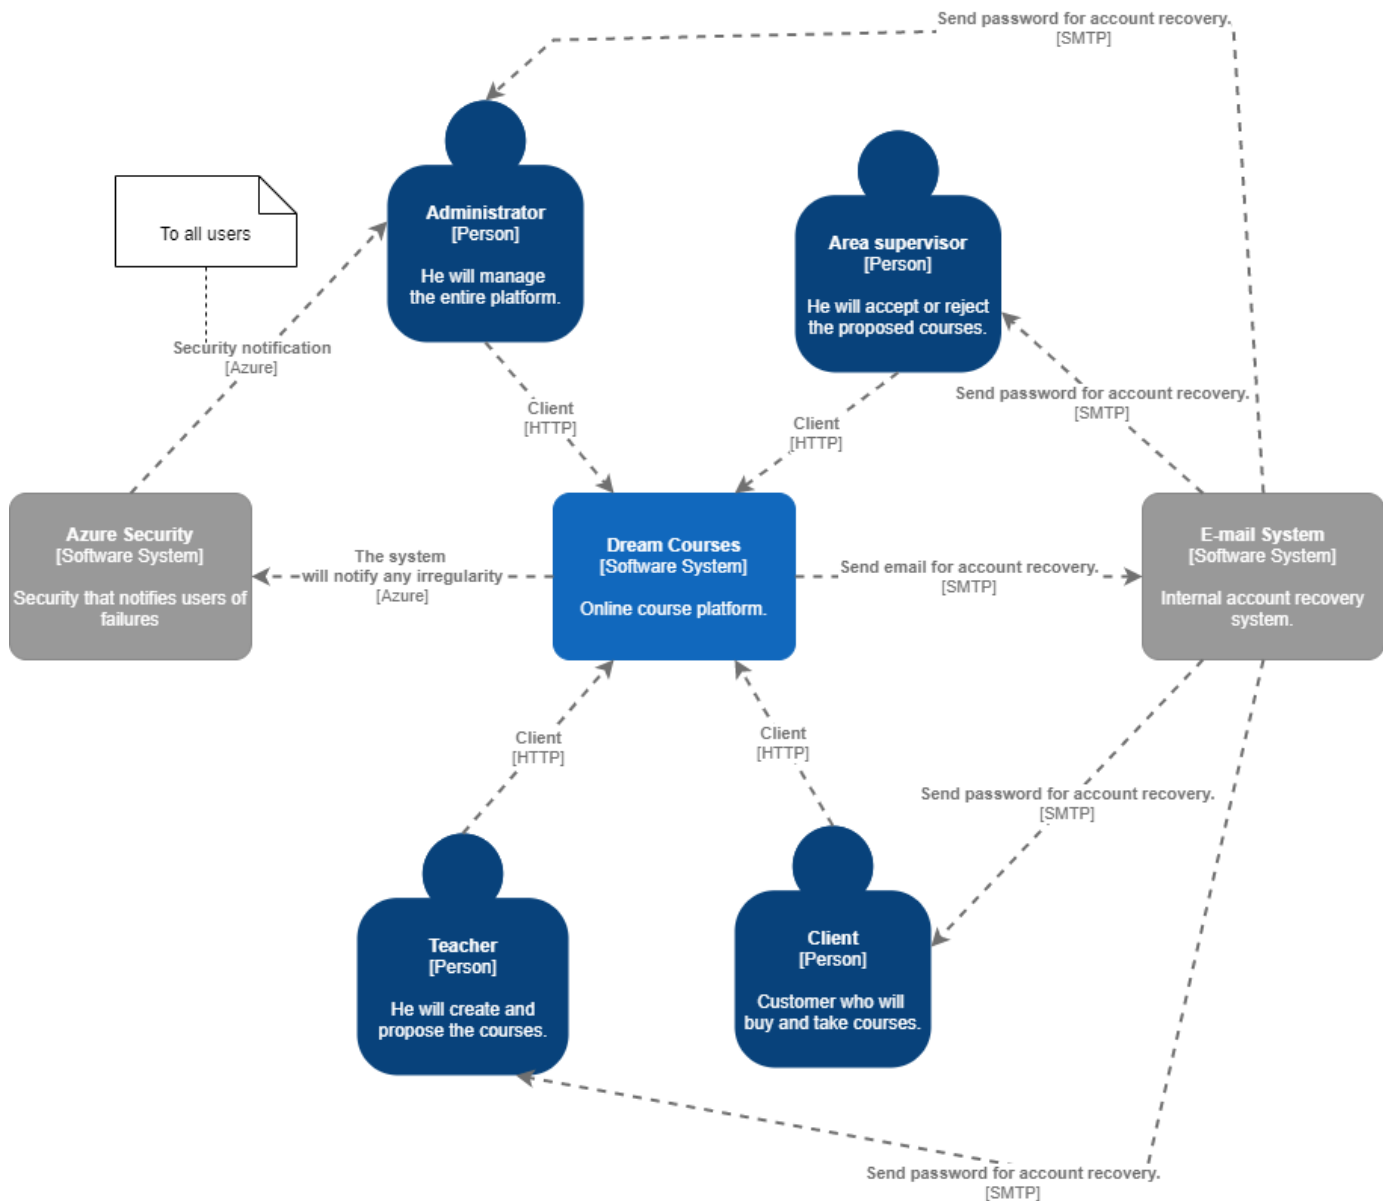 Send password for account recovery.
[SMTP]
To all users
Administrator
[Person]
He will manage
the entire platform.
Area supervisor
[Person]
He will accept or reject
the proposed courses.
Security notification
[Azure]
Client
[HTTP]
Client
[HTTP]
Send password for account recovery.
[SMTP]
Azure Security
[Software System]
Security that notifies users of
failures
The system
will notify any irregularity
[Azure]
Dream Courses
[Software System]
Online course platform.
Send email for account recovery.
[SMTP]
E-mail System
[Software System]
Internal account recovery
system.
Client
[HTTP]
Client
[HTTP]
Send password for account recovery.
[SMTP]
Teacher
[Person]
He will create and
propose the courses.
Client
[Person]
Customer who will
buy and take courses.
Send password for account recovery.
[SMTP]